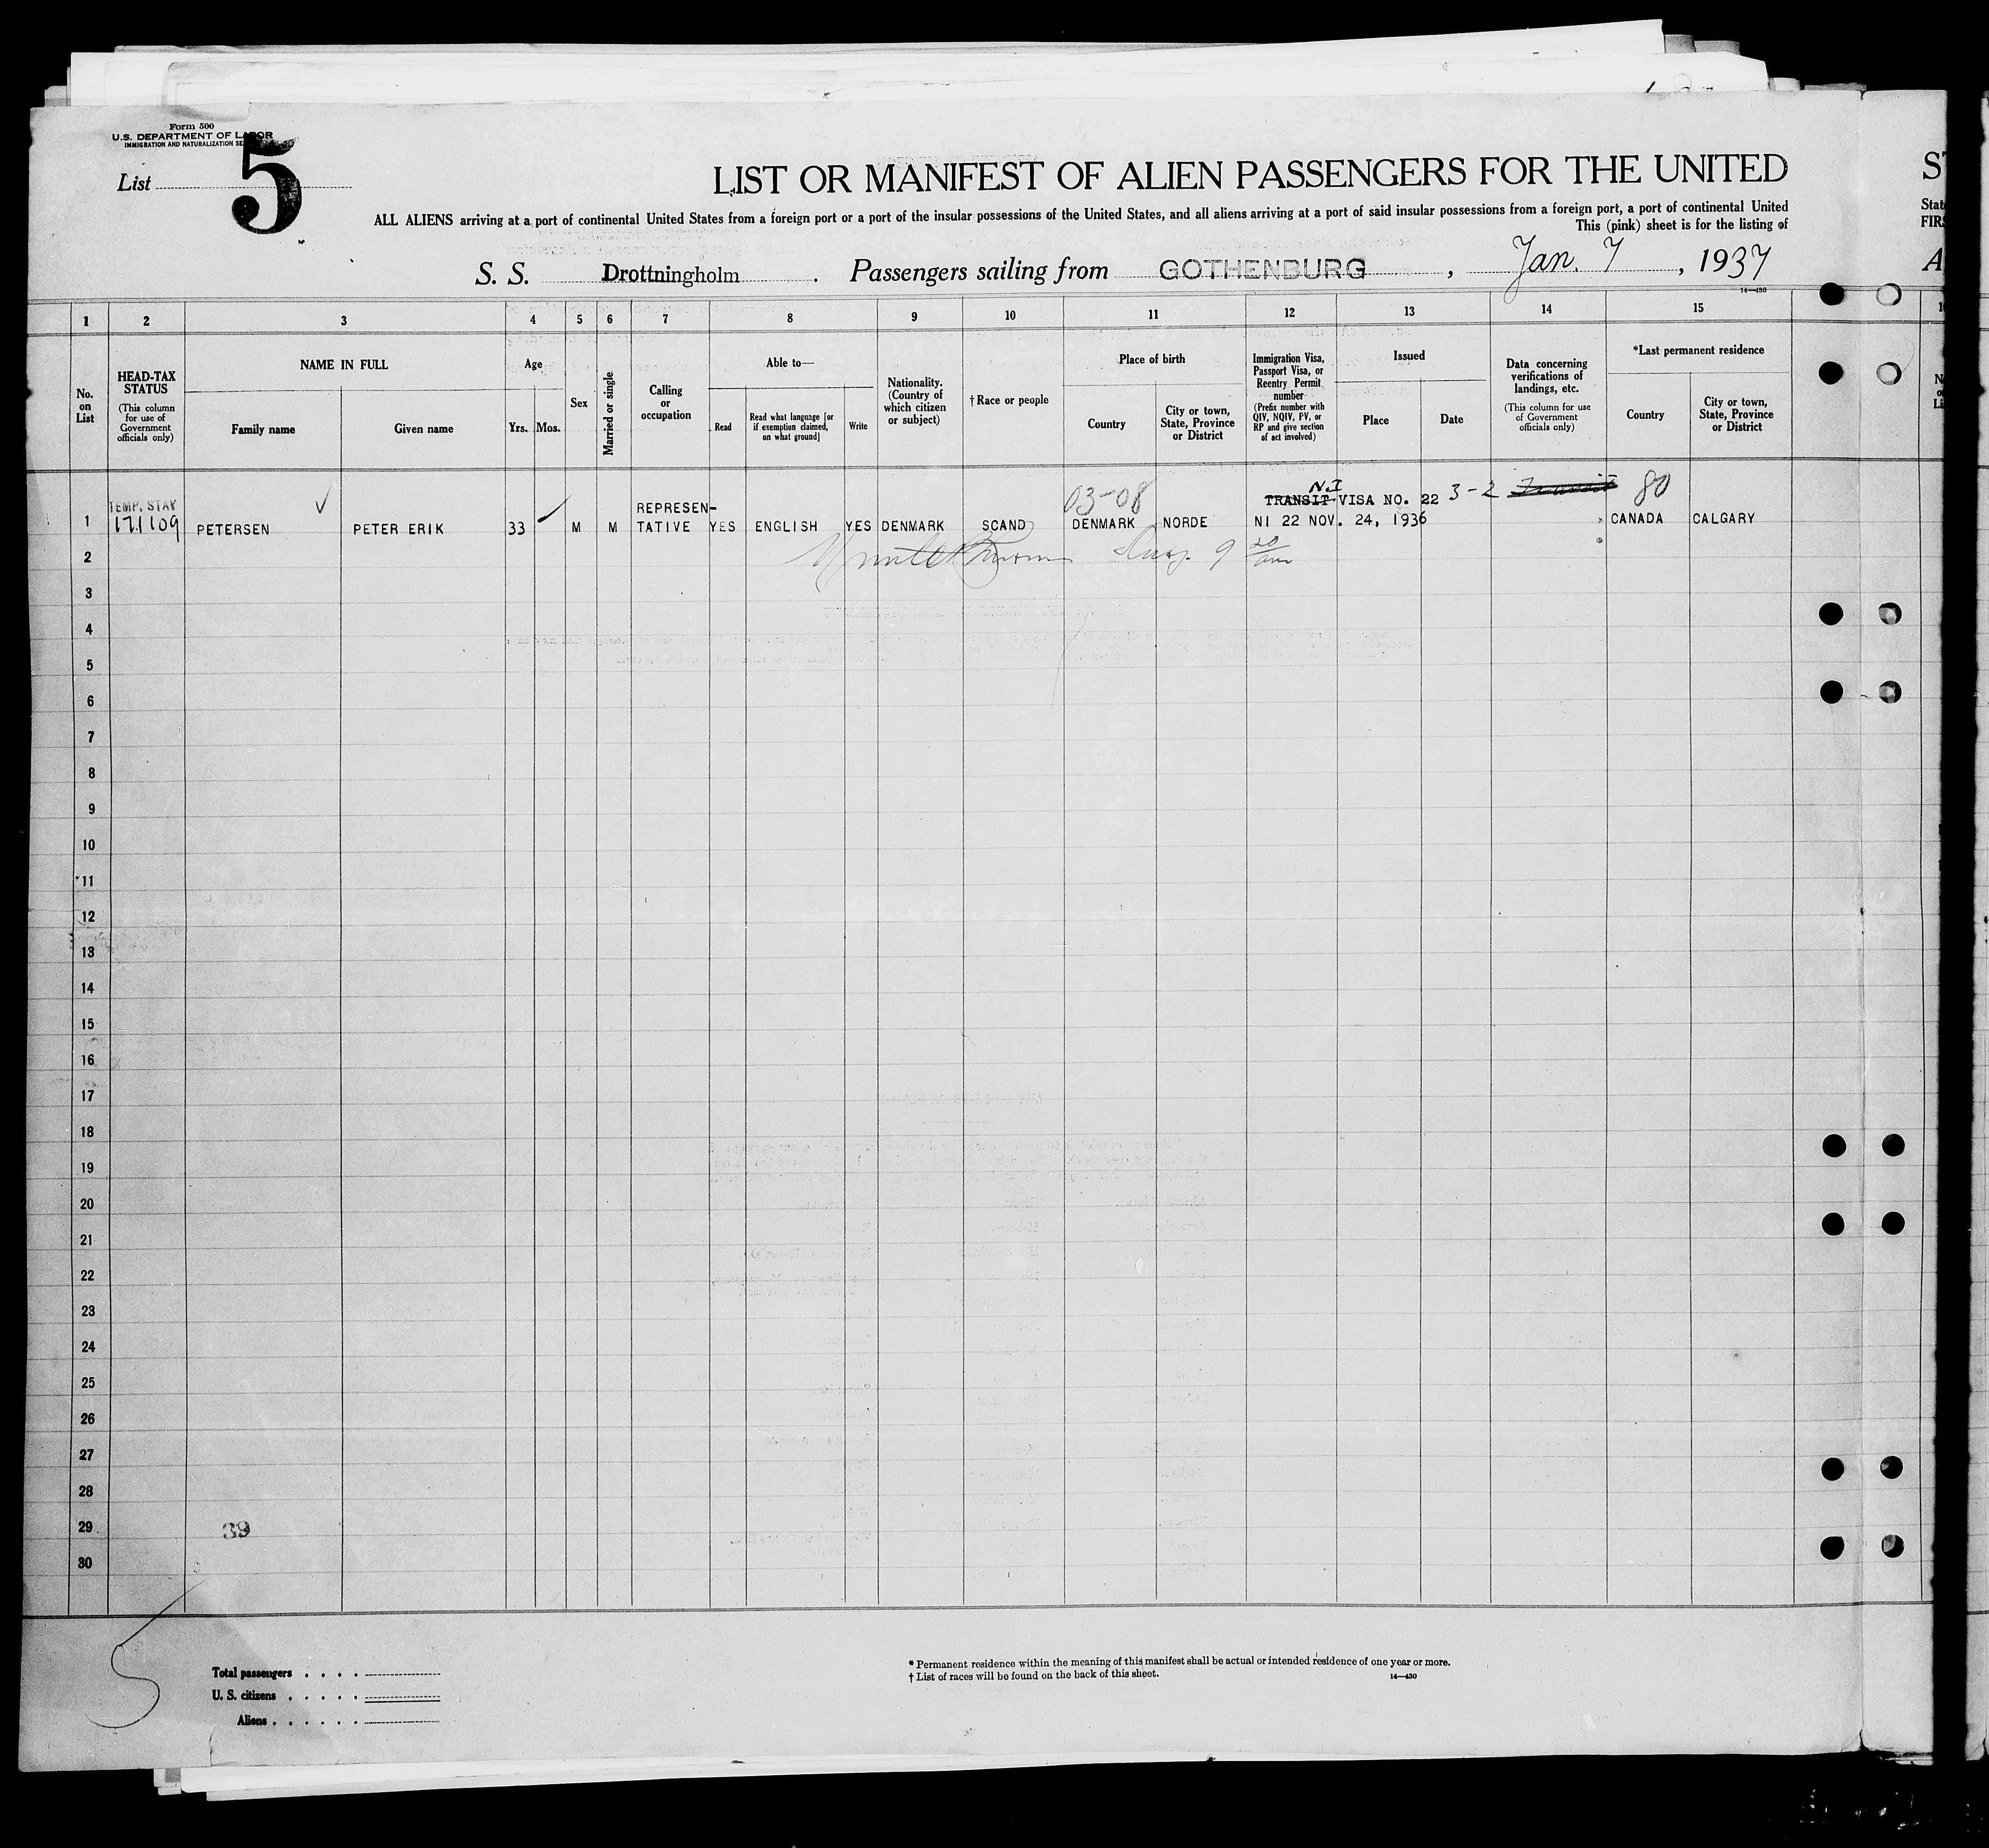 Form 500
U.S. DEPARTMENT OF LABOR
IMMIGRATION AND NATURALIZATION SE
List 5
LIST OR MANIFEST OF ALIEN PASSENGERS FOR THE UNITED
ALL ALIENS arriving at a port of continental United States from a foreign port or a port of the insular possessions of the United States, and all aliens arriving at a port of said insular possessions from a foreign port, a port of continental United
This (pink) sheet is for the listing of
S. S. Drottningholm . Passengers sailing from GOTHENBURG , Jan. 7 , 1937
14—430
1 2 3 4 5 6 7 8 9 10 11 12 13 14 15
No. on List
HEAD-TAX STATUS
(This column for use of Government officials only)
NAME IN FULL
Family name
Given name
Age
Yrs. Mos.
Sex
Married or single
Calling or occupation
Able to—
Read
Read what language [or if exemption claimed, on what ground]
Write
Nationality. (Country of which citizen or subject)
† Race or people
Place of birth
Country
City or town, State, Province or District
Immigration Visa, Passport Visa, or Reentry Permit number
(Prefix number with QIV, NQIV, PV, or RP and give section of act involved)
Issued
Place
Date
Data concerning verifications of landings, etc.
(This column for use of Government officials only)
*Last permanent residence
Country
City or town, State, Province or District
03-08 N.I 3-2 Transit 80
TEMP. STAY REPRESEN- TRANSIT VISA NO. 22
1 171109 PETERSEN PETER ERIK 33 M M TATIVE YES ENGLISH YES DENMARK SCAND DENMARK NORDE NI 22 NOV. 24, 1936 CANADA CALGARY
2
3
4
5
6
7
8
9
10
11
12
13
14
15
16
17
18
19
20
21
22
23
24
25
26
27
28
29 39
30
5
Total passengers
U. S. citizens
Aliens
* Permanent residence within the meaning of this manifest shall be actual or intended residence of one year or more.
† List of races will be found on the back of this sheet.
14—430